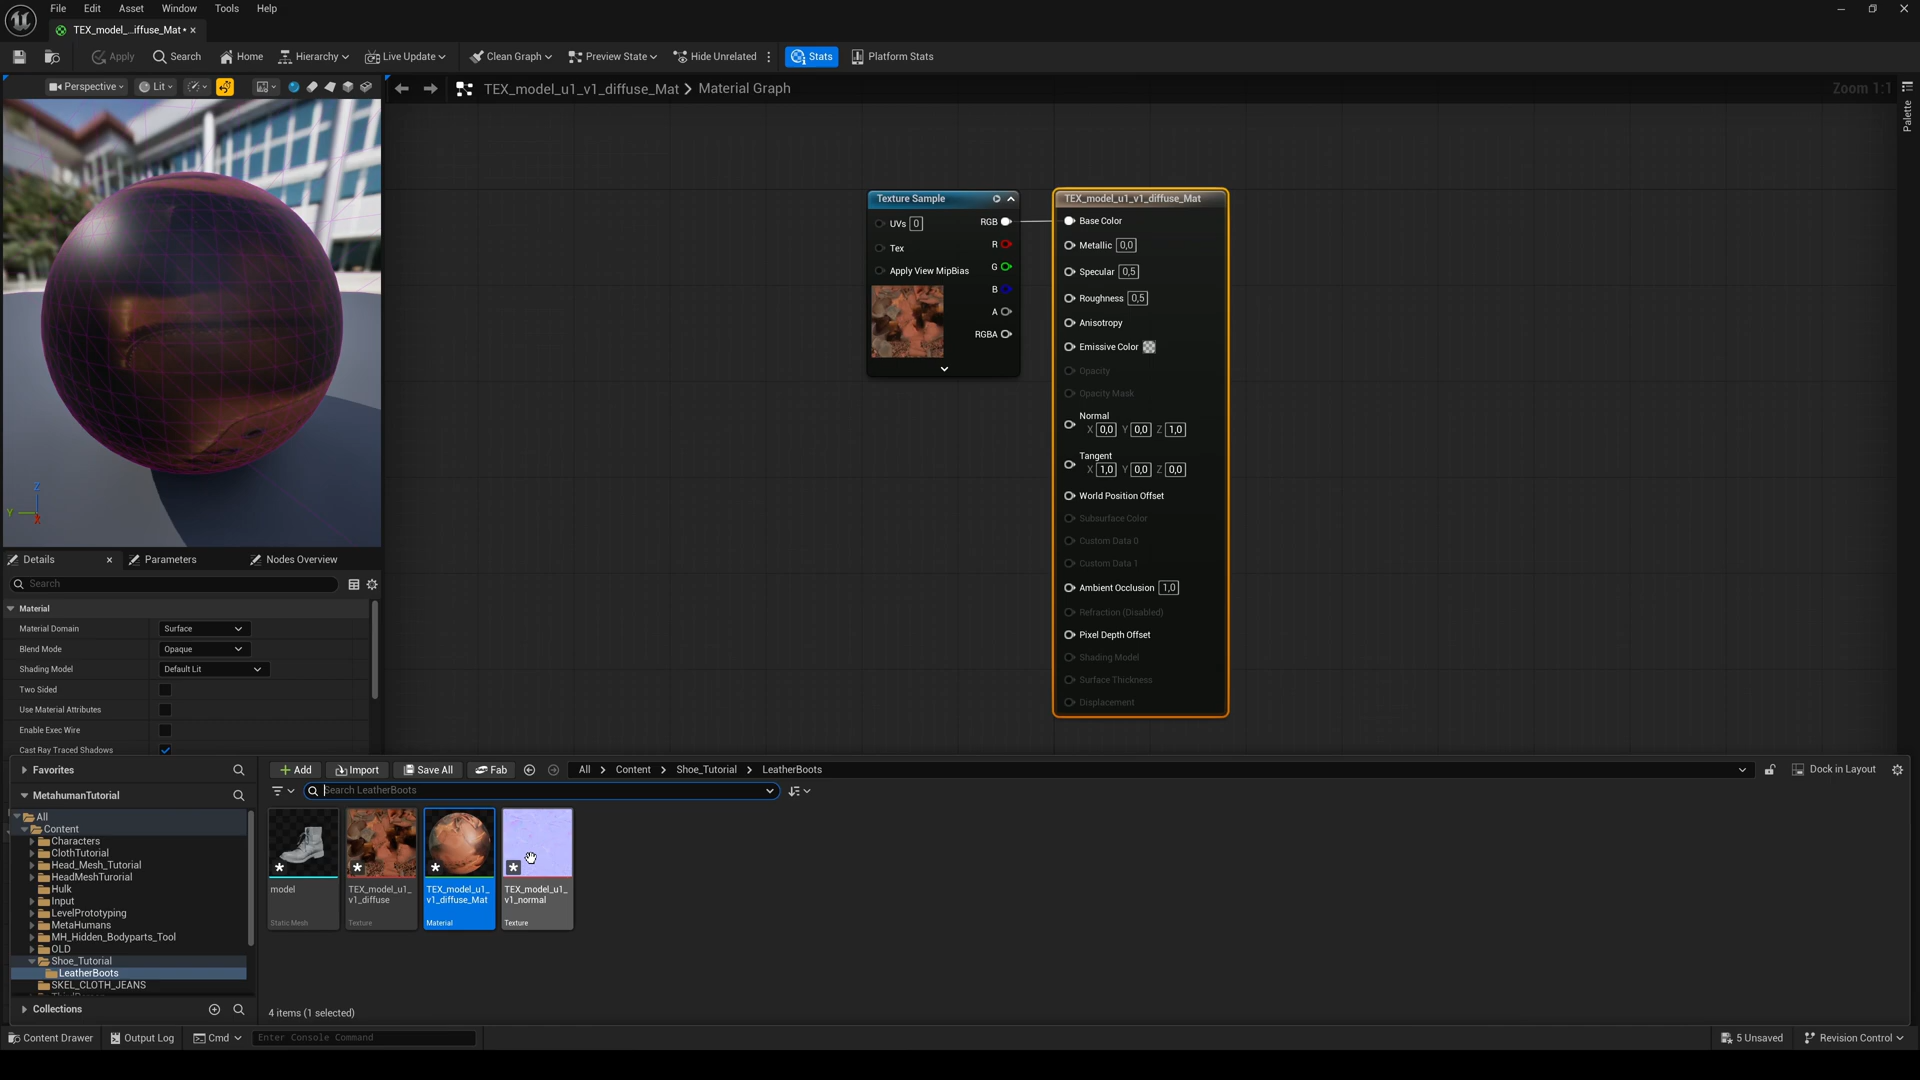 File Edit Asset Window Tools Help
TEX_model_...iffuse_Mat•
Apply Search Home Hierarchy Live Update Clean Graph Preview State Hide Unrelated Stats Platform Stats
Perspective Lit
TEX_model_u1_v1_diffuse_Mat > Material Graph
Zoom 1:1
Palette
Texture Sample
UVs 0 RGB
Tex R
Apply View MipBias G
B
A
RGBA
TEX_model_u1_v1_diffuse_Mat
Base Color
Metallic 0,0
Specular 0,5
Roughness 0,5
Anisotropy
Emissive Color
Opacity
Opacity Mask
Normal
X 0,0 Y 0,0 Z 1,0
Tangent
X 1,0 Y 0,0 Z 0,0
World Position Offset
Subsurface Color
Custom Data 0
Custom Data 1
Ambient Occlusion 1,0
Refraction (Disabled)
Pixel Depth Offset
Shading Model
Surface Thickness
Displacement
Z
Y
X
Details Parameters Nodes Overview
Search
Material
Material Domain Surface
Blend Mode Opaque
Shading Model Default Lit
Two Sided
Use Material Attributes
Enable Exec Wire
Cast Ray Traced Shadows
Favorites
MetahumanTutorial
All
Content
Characters
ClothTutorial
Head_Mesh_Tutorial
HeadMeshTurorial
Hulk
Input
LevelPrototyping
MetaHumans
MH_Hidden_Bodyparts_Tool
OLD
Shoe_Tutorial
LeatherBoots
SKEL_CLOTH_JEANS
Collections
Add Import Save All Fab All > Content > Shoe_Tutorial > LeatherBoots Dock in Layout
Search LeatherBoots
model
Static Mesh
TEX_model_u1_
v1_diffuse
Texture
TEX_model_u1_
v1_diffuse_Mat
Material
TEX_model_u1_
v1_normal
Texture
4 items (1 selected)
Content Drawer Output Log Cmd Enter Console Command 5 Unsaved Revision Control